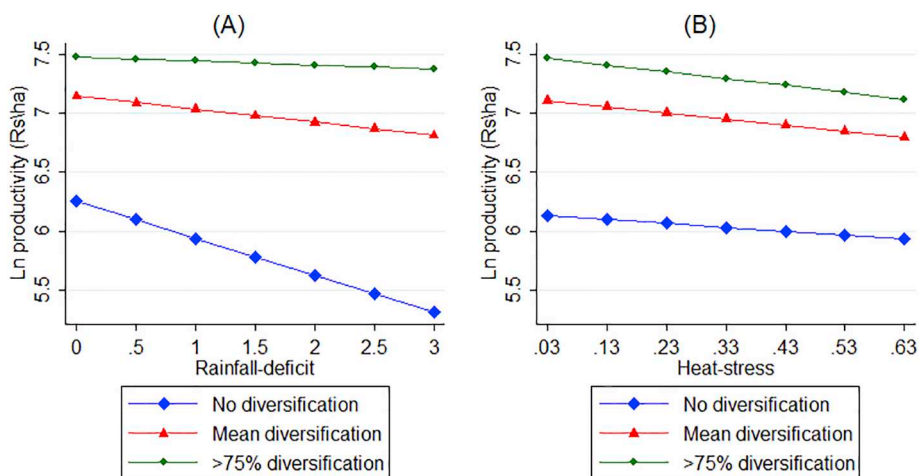 (A)
Ln productivity (Rs\ha)
7.5
7
6.5
6
5.5
0 .5 1 1.5 2 2.5 3
Rainfall-deficit
No diversification
Mean diversification
>75% diversification
(B)
Ln productivity (Rs\ha)
7.5
7
6.5
6
5.5
.03 .13 .23 .33 .43 .53 .63
Heat-stress
No diversification
Mean diversification
>75% diversification